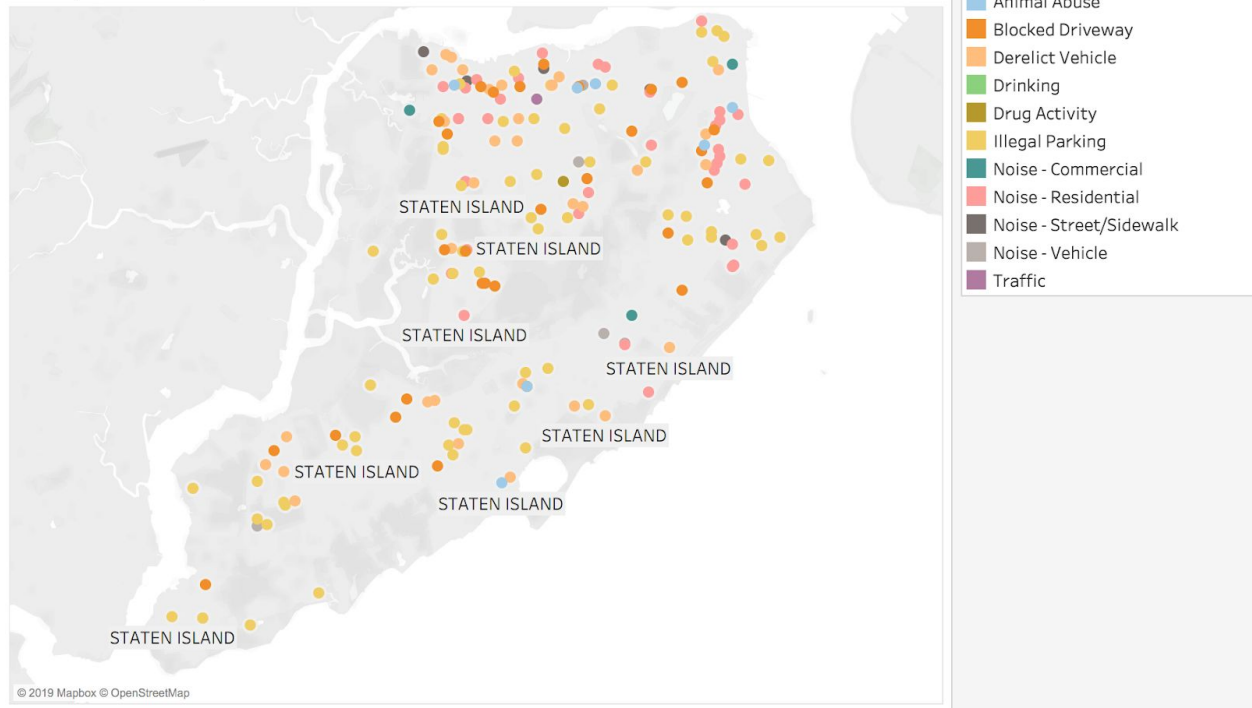 Animal Abuse
Blocked Driveway
Derelict Vehicle
Drinking
Drug Activity
Illegal Parking
Noise - Commercial
Noise - Residential
Noise - Street/Sidewalk
Noise - Vehicle
Traffic
STATEN ISLAND
STATEN ISLAND
STATEN ISLAND
STATEN ISLAND
STATEN ISLAND
STATEN ISLAND
STATEN ISLAND
STATEN ISLAND
© 2019 Mapbox © OpenStreetMap